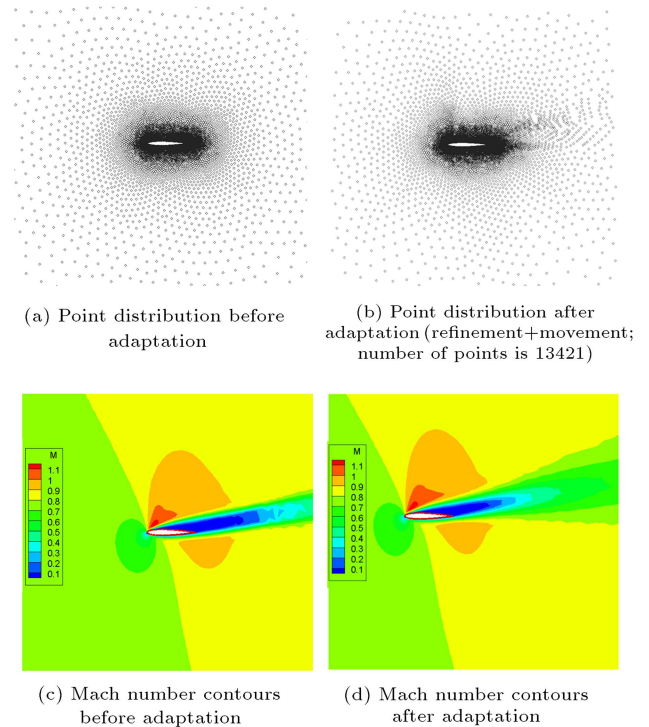 (a) Point distribution before
adaptation
(b) Point distribution after
adaptation (refinement+movement;
number of points is 13421)
M
1.1
1
0.9
0.8
0.7
0.6
0.5
0.4
0.3
0.2
0.1
M
1.1
1
0.9
0.8
0.7
0.6
0.5
0.4
0.3
0.2
0.1
(c) Mach number contours
before adaptation
(d) Mach number contours
after adaptation